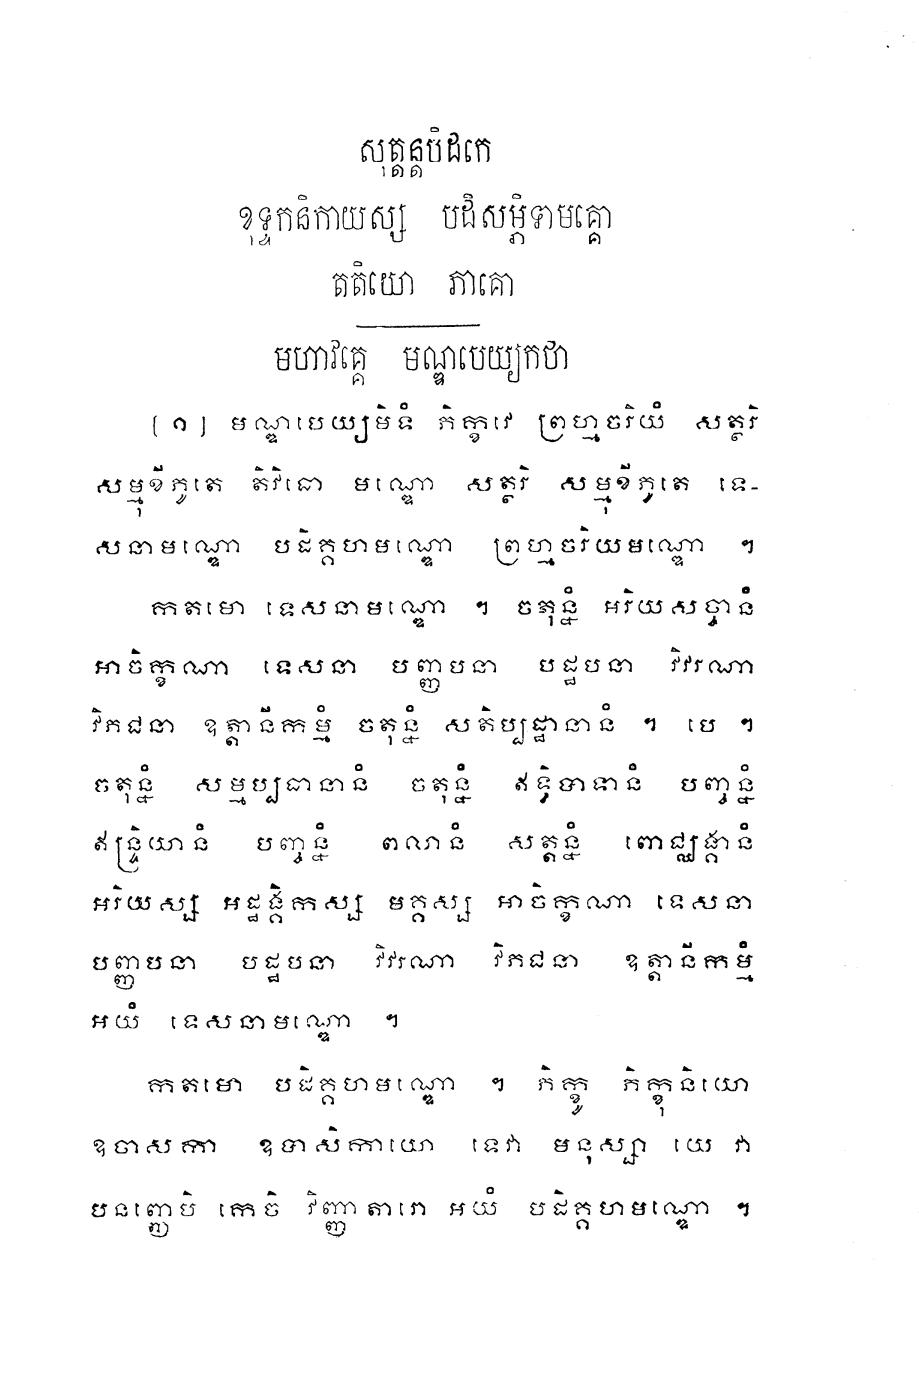 សុត្តន្តបិដកេ
ខុទ្ទកនិកាយស្ស បដិសម្ភិទាមគ្គោ
តតិយោ ភាគោ
មហាវគ្គេ មណ្ឌបេយ្យកថា
[១] មណ្ឌបេយ្យមិទំ ភិក្ខវេ ព្រហ្មចរិយំ សត្ថរិ
សម្មុខីភូតេ តិវិធោ មណ្ឌោ សត្ថរិ សម្មុខីភូតេ ទេ-
សនាមណ្ឌោ បដិគ្គហមណ្ឌោ ព្រហ្មចរិយមណ្ឌោ ។
កតមោ ទេសនាមណ្ឌោ ។ ចតុន្នំ អរិយសច្ចានំ
អាចិក្ខណា ទេសនា បញ្ញបនា បដ្ឋបនា វិវរណា
វិភជនា ឧត្តានីកម្មំ ចតុន្នំ សតិប្បដ្ឋានានំ ។ បេ ។
ចតុន្នំ សម្មប្បធានានំ ចតុន្នំ ឥទ្ធិបាទានំ បញ្ចន្នំ
ឥន្ទ្រិយានំ បញ្ចន្នំ ពលានំ សត្តន្នំ ពោជ្ឈង្គានំ
អរិយស្ស អដ្ឋង្គិកស្ស មគ្គស្ស អាចិក្ខណា ទេសនា
បញ្ញបនា បដ្ឋបនា វិវរណា វិភជនា ឧត្តានីកម្មំ
អយំ ទេសនាមណ្ឌោ ។
កតមោ បដិគ្គហមណ្ឌោ ។ ភិក្ខូ ភិក្ខុនិយោ
ឧបាសកា ឧបាសិកាយោ ទេវា មនុស្សា យេ វា
បនញ្ញេបិ កេចិ វិញ្ញាតារោ អយំ បដិគ្គហមណ្ឌោ ។